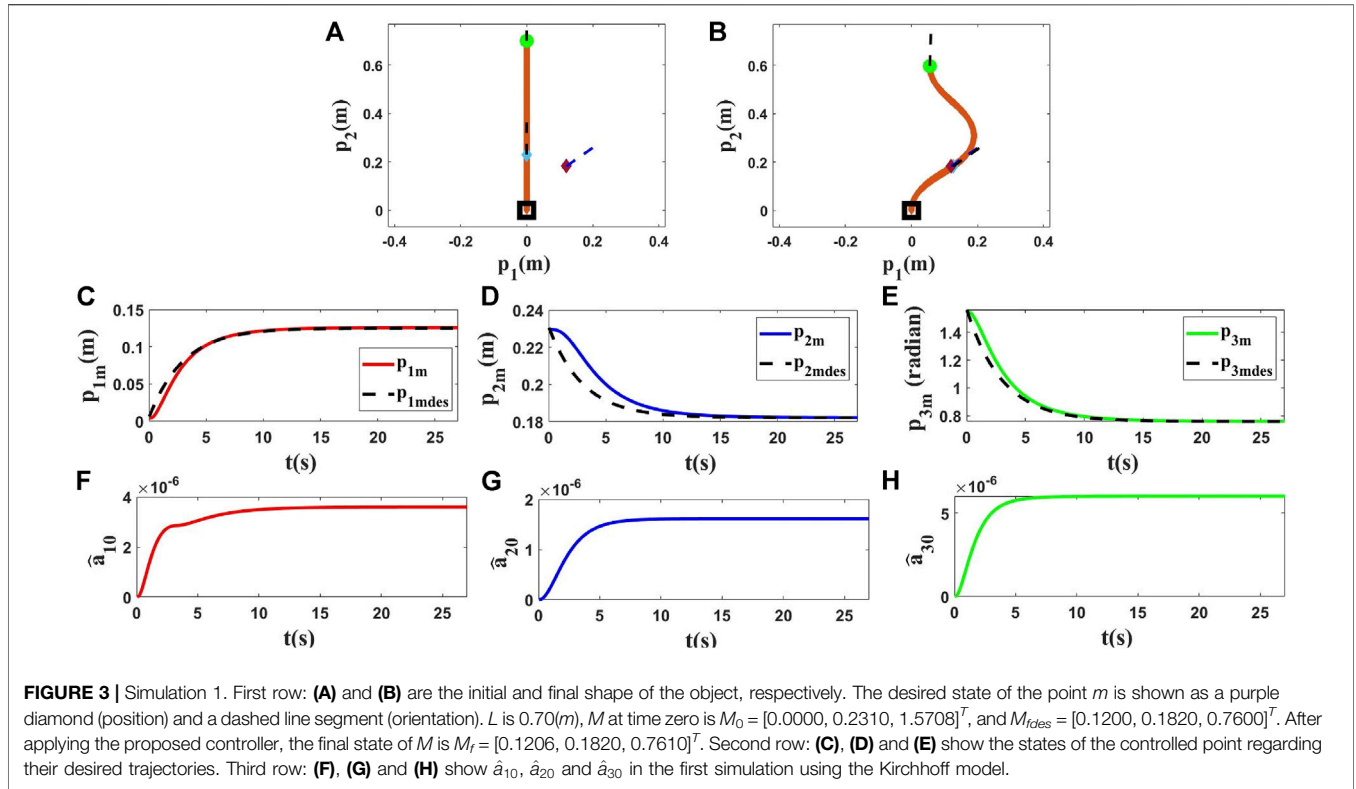 A
B
p2(m)
0.6
0.4
0.2
0
-0.4 -0.2 0 0.2 0.4
p1(m)
p2(m)
0.6
0.4
0.2
0
-0.4 -0.2 0 0.2 0.4
p1(m)
C
p1m(m)
0.15
0.1
0.05
0
0 5 10 15 20 25
t(s)
p1m
p1mdes
D
p2m(m)
0.24
0.22
0.2
0.18
0 5 10 15 20 25
t(s)
p2m
p2mdes
E
p3m (radian)
1.4
1.2
1
0.8
0 5 10 15 20 25
t(s)
p3m
p3mdes
F
×10-6
â10
4
2
0
0 5 10 15 20 25
t(s)
G
×10-6
â20
2
1
0
0 5 10 15 20 25
t(s)
H
×10-6
â30
5
0
0 5 10 15 20 25
t(s)
FIGURE 3 | Simulation 1. First row: (A) and (B) are the initial and final shape of the object, respectively. The desired state of the point m is shown as a purple
diamond (position) and a dashed line segment (orientation). L is 0.70(m), M at time zero is M0 = [0.0000, 0.2310, 1.5708]T, and Mfdes = [0.1200, 0.1820, 0.7600]T. After
applying the proposed controller, the final state of M is Mf = [0.1206, 0.1820, 0.7610]T. Second row: (C), (D) and (E) show the states of the controlled point regarding
their desired trajectories. Third row: (F), (G) and (H) show â10, â20 and â30 in the first simulation using the Kirchhoff model.